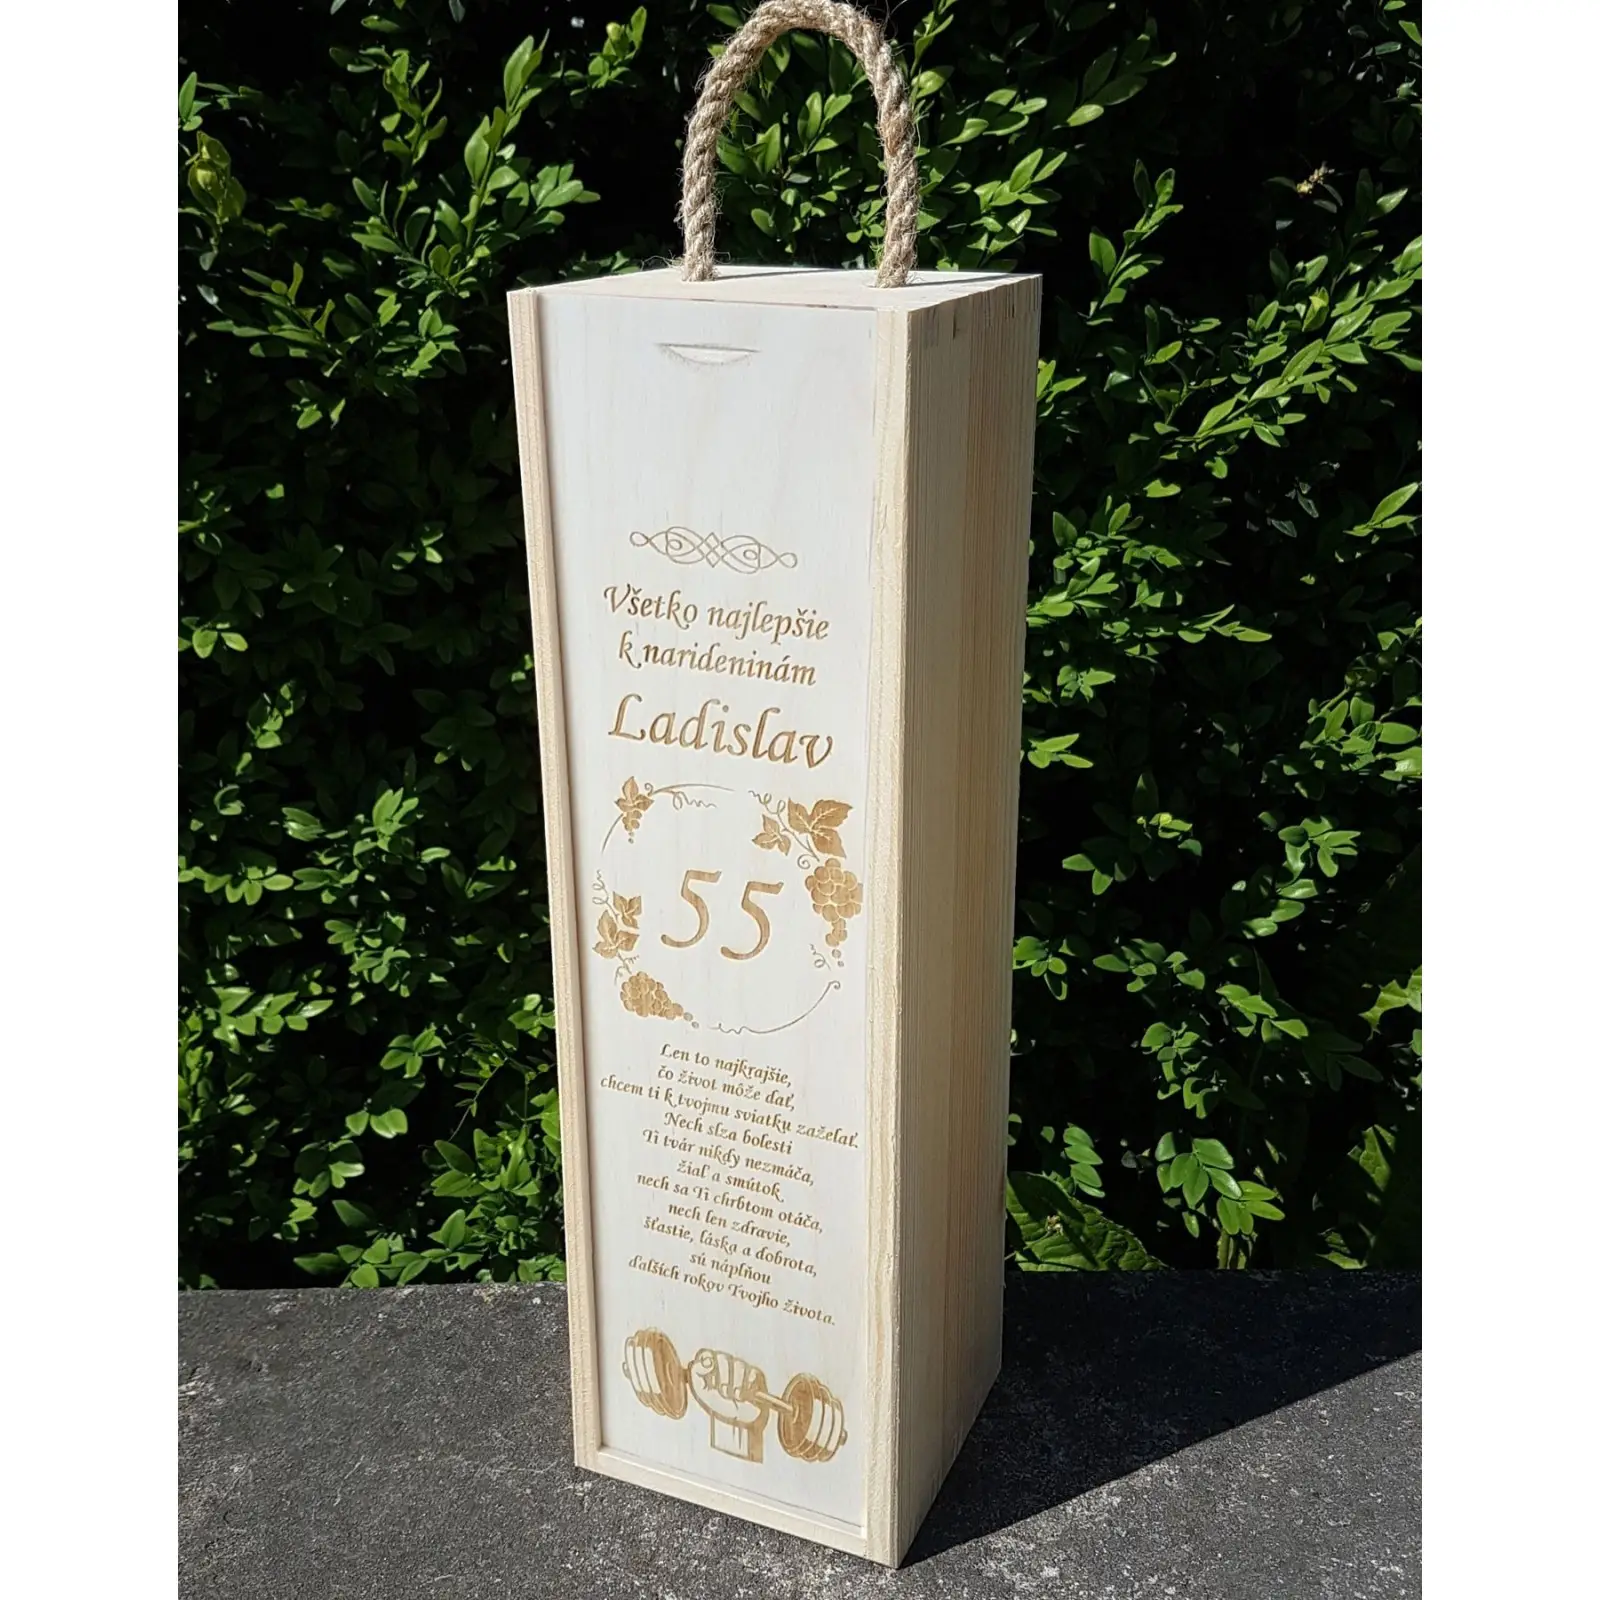 Všetko najlepšie
k narideninám
Ladislav
55
Len to najkrajšie,
čo život môže dať,
chcem ti k tvojmu sviatku zaželať.
Nech slza bolesti
Ti tvár nikdy nezmáča,
žiaľ a smútok
nech sa Ti chrbtom otáča,
nech len zdravie,
šťastie, láska a dobrota,
sú náplňou
ďalších rokov Tvojho života.